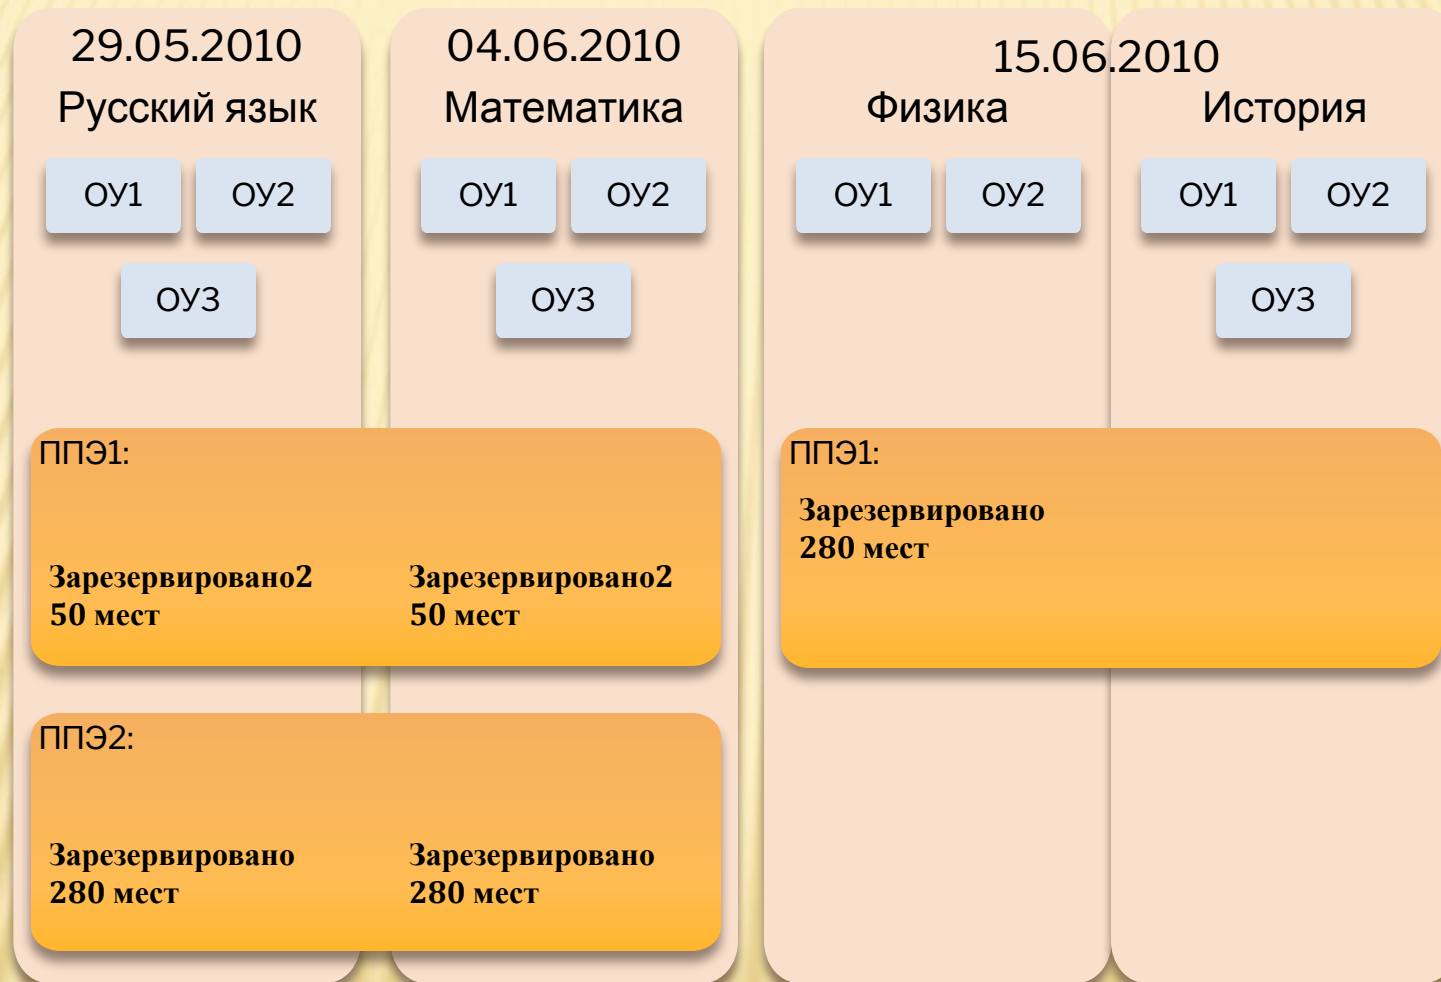 29.05.2010
Русский язык
ОУ1 ОУ2
ОУ3
04.06.2010
Математика
ОУ1 ОУ2
ОУ3
15.06.2010
Физика
ОУ1 ОУ2
История
ОУ1 ОУ2
ОУ3
ППЭ1:
Зарезервировано2
50 мест
Зарезервировано2
50 мест
ППЭ1:
Зарезервировано
280 мест
ППЭ2:
Зарезервировано
280 мест
Зарезервировано
280 мест